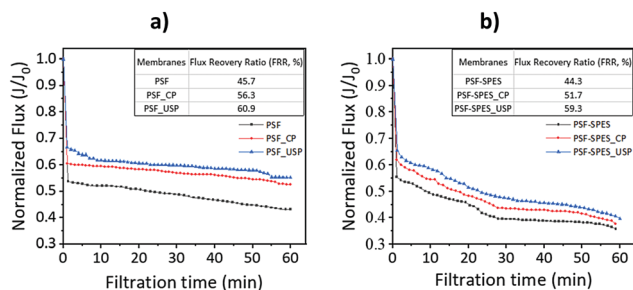 a)
Normalized Flux (J/J0)
1.0
0.9
0.8
0.7
0.6
0.5
0.4
0.3
Membranes Flux Reovery Ratio (FRR, %)
PSF 45.7
PSF_CP 56.3
PSF_USP 60.9
PSF
PSF_CP
PSF_USP
0 10 20 30 40 50 60
Filtration time (min)
b)
Normalized Flux (J/J0)
1.0
0.9
0.8
0.7
0.6
0.5
0.4
0.3
Membranes Flux Recovery Ratio (FRR, %)
PSF-SPES 44.3
PSF-SPES_CP 51.7
PSF-SPES_USP 59.3
PSF-SPES
PSF-SPES_CP
PSF-SPES_USP
0 10 20 30 40 50 60
Filtration time (min)